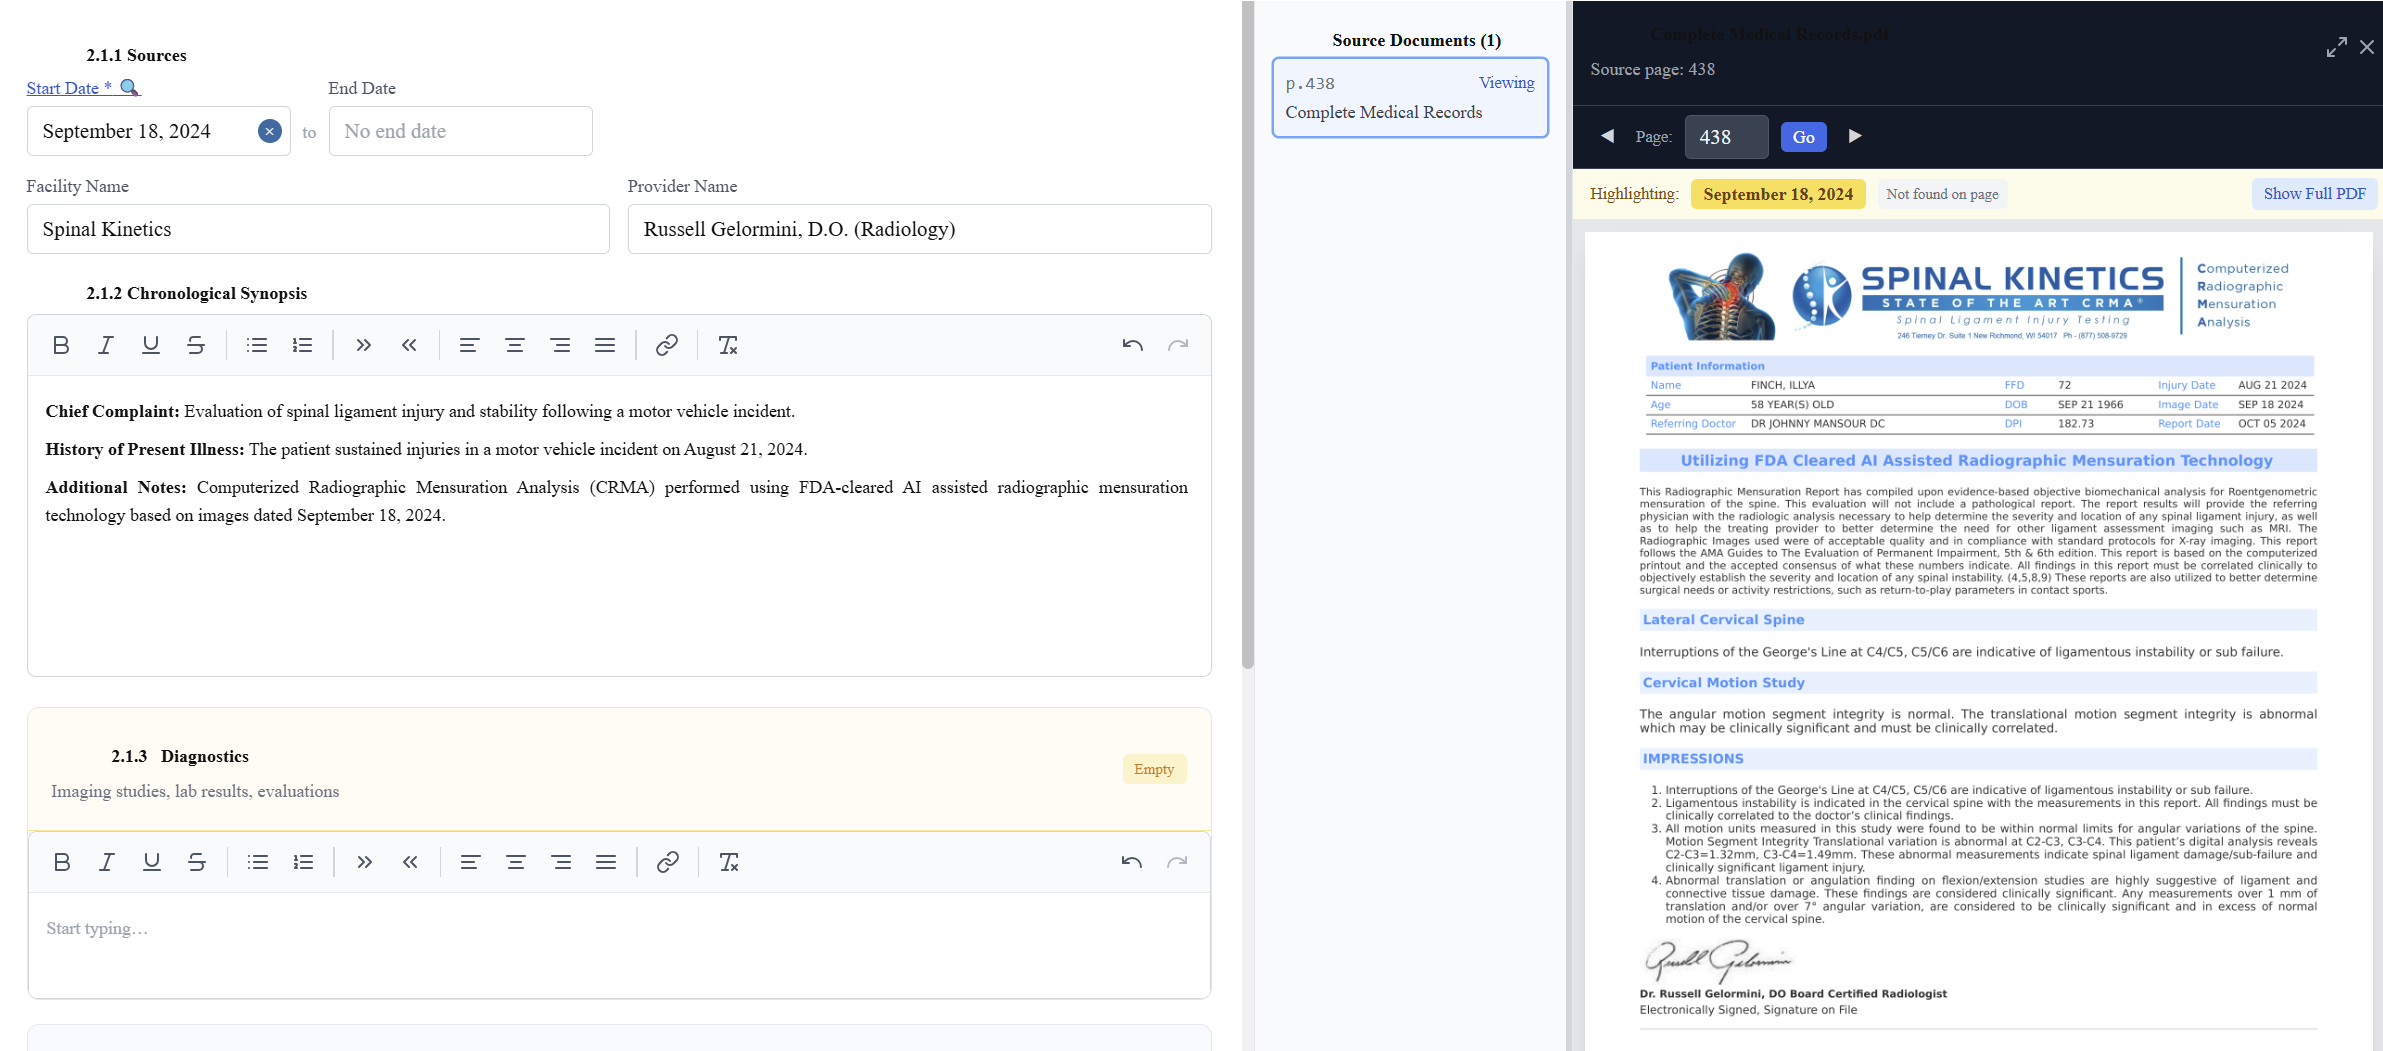 2.1.1 Sources
Start Date *
End Date
September 18, 2024
to
No end date
Facility Name
Provider Name
Spinal Kinetics
Russell Gelormini, D.O. (Radiology)
2.1.2 Chronological Synopsis
Chief Complaint: Evaluation of spinal ligament injury and stability following a motor vehicle incident.
History of Present Illness: The patient sustained injuries in a motor vehicle incident on August 21, 2024.
Additional Notes: Computerized Radiographic Mensuration Analysis (CRMA) performed using FDA-cleared AI assisted radiographic mensuration
technology based on images dated September 18, 2024.
2.1.3 Diagnostics
Imaging studies, lab results, evaluations
Empty
Start typing…
Source Documents (1)
p.438
Viewing
Complete Medical Records
Complete Medical Records.pdf
Source page: 438
Page:
438
Go
Highlighting:
September 18, 2024
Not found on page
Show Full PDF
SPINAL KINETICS
STATE OF THE ART CRMA®
Spinal Ligament Injury Testing
246 Tierney Dr. Suite 1 New Richmond, WI 54017 Ph - (877) 508-9729
Computerized
Radiographic
Mensuration
Analysis
Patient Information
Name FINCH, ILLYA FFD 72 Injury Date AUG 21 2024
Age 58 YEAR(S) OLD DOB SEP 21 1966 Image Date SEP 18 2024
Referring Doctor DR JOHNNY MANSOUR DC DPI 182.73 Report Date OCT 05 2024
Utilizing FDA Cleared AI Assisted Radiographic Mensuration Technology
This Radiographic Mensuration Report has compiled upon evidence-based objective biomechanical analysis for Roentgenometric
mensuration of the spine. This evaluation will not include a pathological report. The report results will provide the referring
physician with the radiologic analysis necessary to help determine the severity and location of any spinal ligament injury, as well
as to help the treating provider to better determine the need for other ligament assessment imaging such as MRI. The
Radiographic Images used were of acceptable quality and in compliance with standard protocols for X-ray imaging. This report
follows the AMA Guides to The Evaluation of Permanent Impairment, 5th & 6th edition. This report is based on the computerized
printout and the accepted consensus of what these numbers indicate. All findings in this report must be correlated clinically to
objectively establish the severity and location of any spinal instability. (4,5,8,9) These reports are also utilized to better determine
surgical needs or activity restrictions, such as return-to-play parameters in contact sports.
Lateral Cervical Spine
Interruptions of the George's Line at C4/C5, C5/C6 are indicative of ligamentous instability or sub failure.
Cervical Motion Study
The angular motion segment integrity is normal. The translational motion segment integrity is abnormal
which may be clinically significant and must be clinically correlated.
IMPRESSIONS
1. Interruptions of the George's Line at C4/C5, C5/C6 are indicative of ligamentous instability or sub failure.
2. Ligamentous instability is indicated in the cervical spine with the measurements in this report. All findings must be
clinically correlated to the doctor's clinical findings.
3. All motion units measured in this study were found to be within normal limits for angular variations of the spine.
Motion Segment Integrity Translational variation is abnormal at C2-C3, C3-C4. This patient's digital analysis reveals
C2-C3=1.32mm, C3-C4=1.49mm. These abnormal measurements indicate spinal ligament damage/sub-failure and
clinically significant ligament injury.
4. Abnormal translation or angulation finding on flexion/extension studies are highly suggestive of ligament and
connective tissue damage. These findings are considered clinically significant. Any measurements over 1 mm of
translation and/or over 7° angular variation, are considered to be clinically significant and in excess of normal
motion of the cervical spine.
Russell Gelormini
Dr. Russell Gelormini, DO Board Certified Radiologist
Electronically Signed, Signature on File